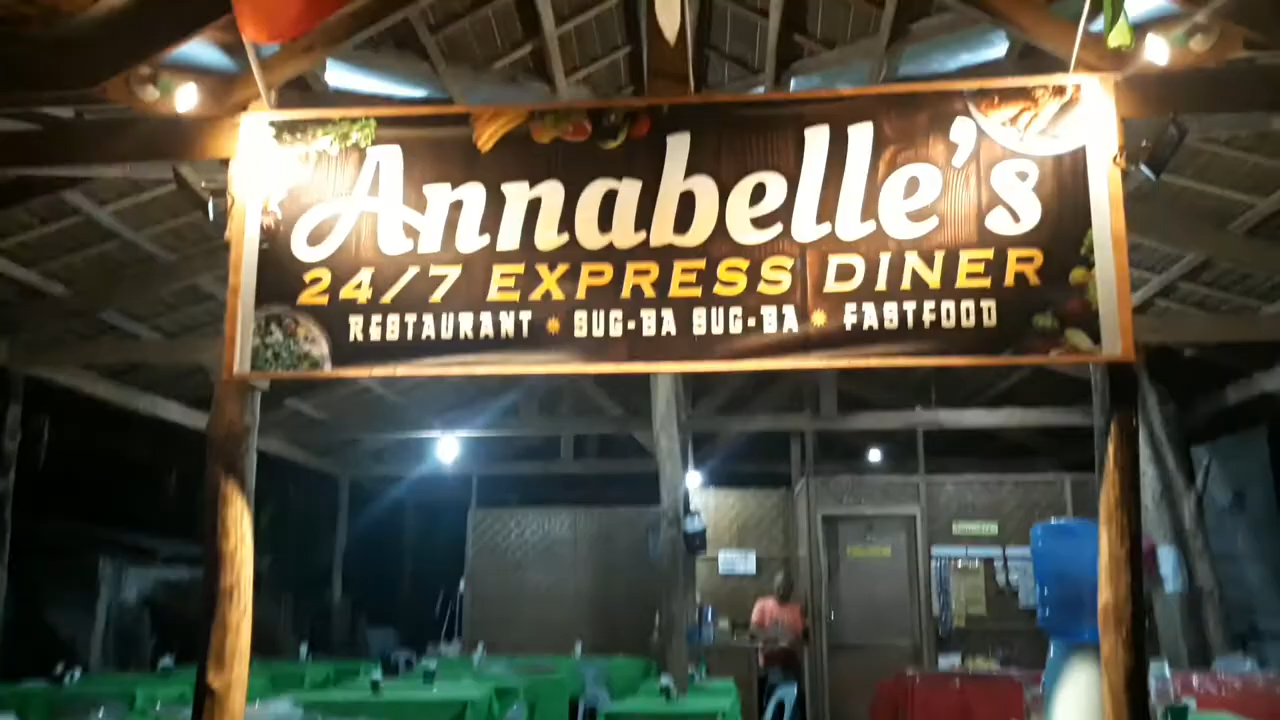 Annabelle's
24/7 EXPRESS DINER
RESTAURANT * SUG-BA SUG-BA * FASTFOOD